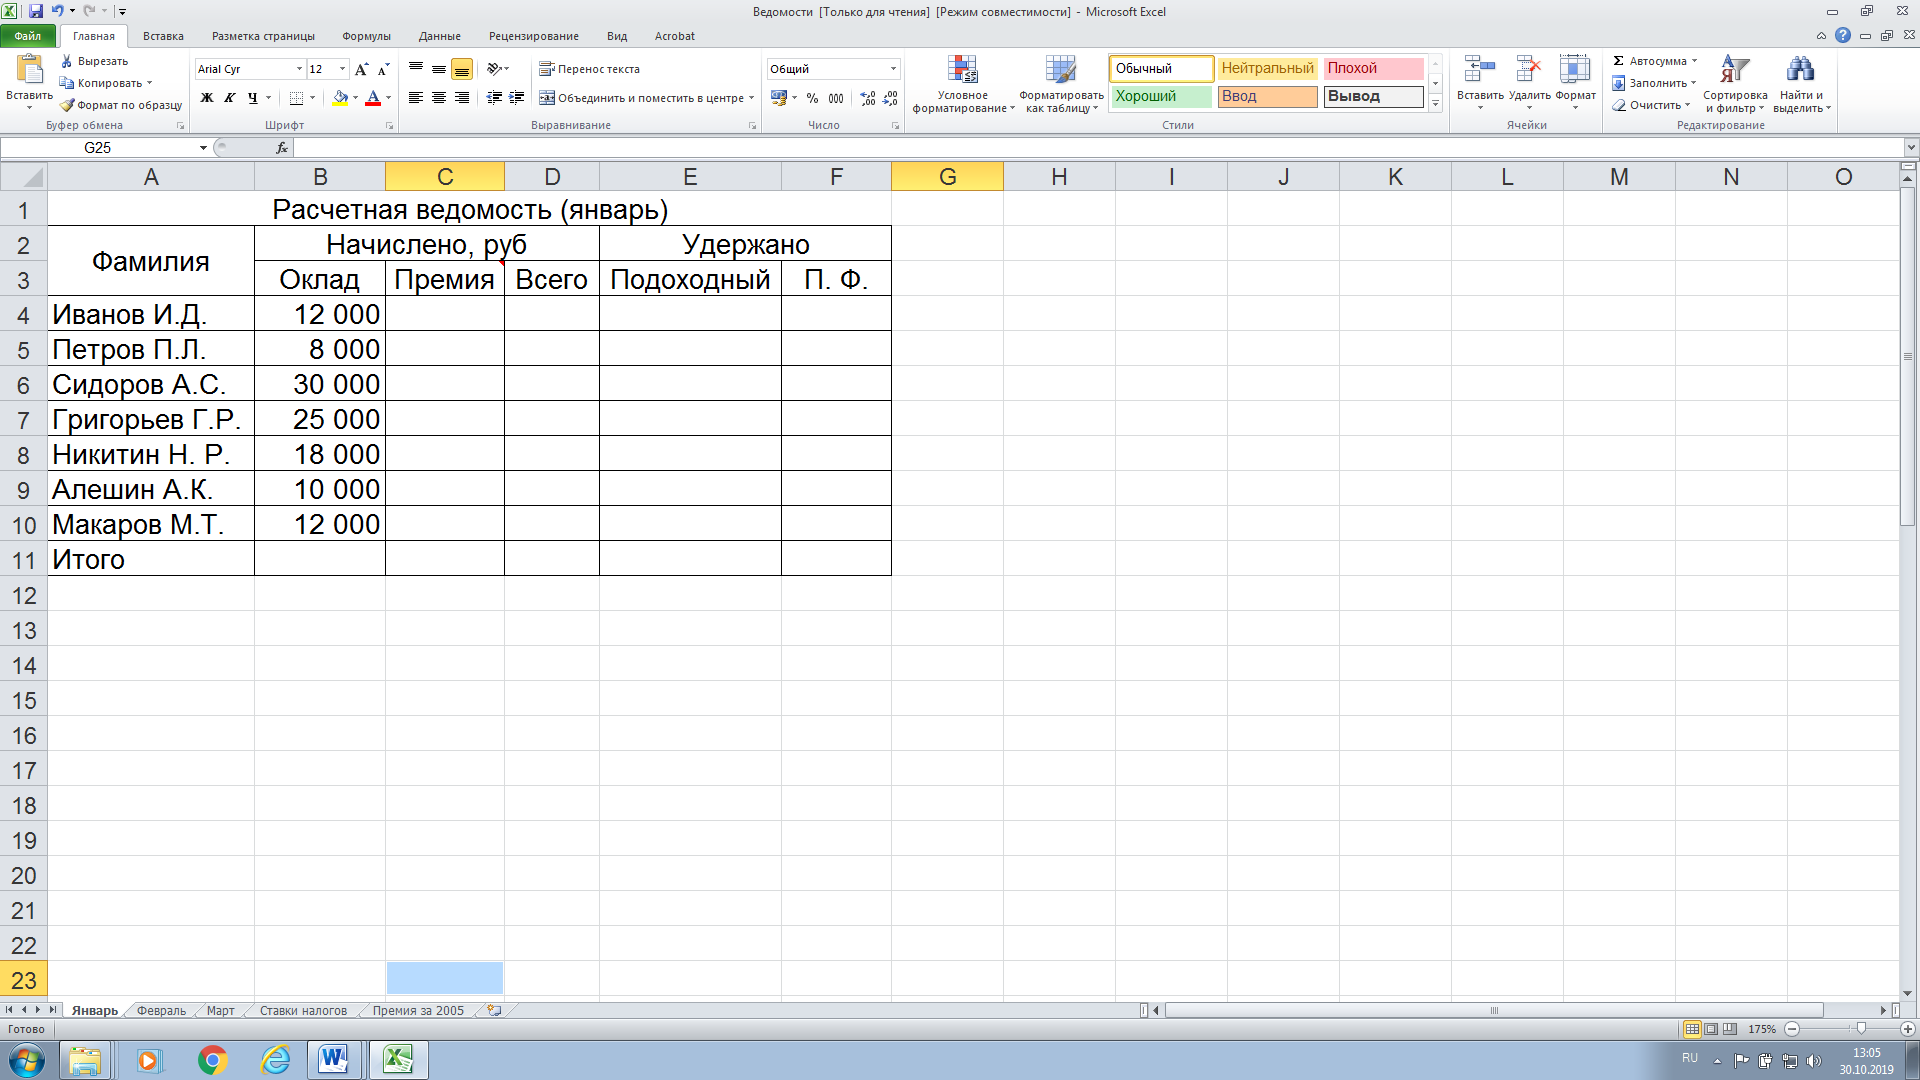 Ведомости  [Только для чтения]  [Режим совместимости]  -  Microsoft Excel
Файл Главная Вставка Разметка страницы Формулы Данные Рецензирование Вид Acrobat
Вставить
Вырезать
Копировать
Формат по образцу
Буфер обмена
Arial Cyr 12
Ж К Ч
Шрифт
Перенос текста
Объединить и поместить в центре
Выравнивание
Общий
% 000
Число
Условное форматирование
Форматировать как таблицу
Обычный Нейтральный Плохой
Хороший Ввод Вывод
Стили
Вставить Удалить Формат
Ячейки
Σ Автосумма
Заполнить
Очистить
Сортировка и фильтр
Найти и выделить
Редактирование
G25 fx
A B C D E F G H I J K L M N O
1 Расчетная ведомость (январь)
2 Фамилия Начислено, руб Удержано
3 Оклад Премия Всего Подоходный П. Ф.
4 Иванов И.Д. 12 000
5 Петров П.Л. 8 000
6 Сидоров А.С. 30 000
7 Григорьев Г.Р. 25 000
8 Никитин Н. Р. 18 000
9 Алешин А.К. 10 000
10 Макаров М.Т. 12 000
11 Итого
12
13
14
15
16
17
18
19
20
21
22
23
Январь Февраль Март Ставки налогов Премия за 2005
Готово 175%
RU 13:05
30.10.2019